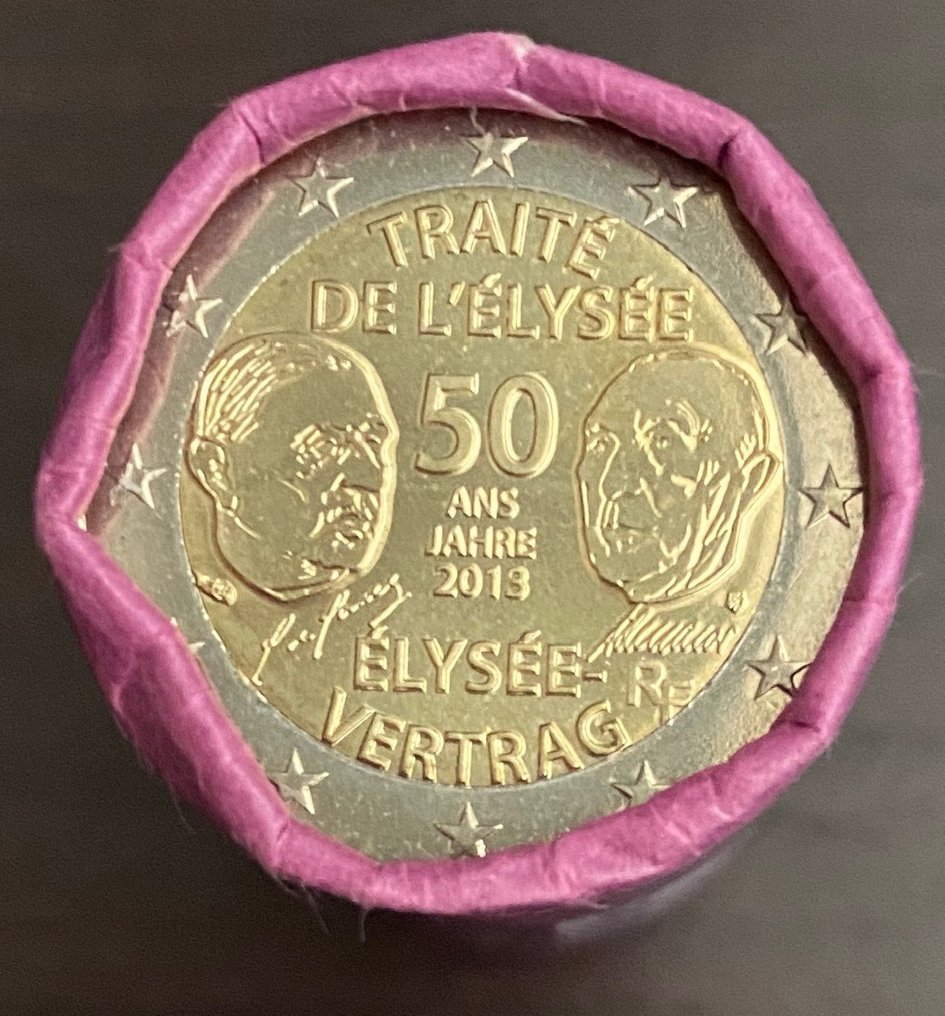 TRAITÉ
DE L'ÉLYSÉE
50
ANS
JAHRE
2013
ÉLYSÉE-
RF
VERTRAG